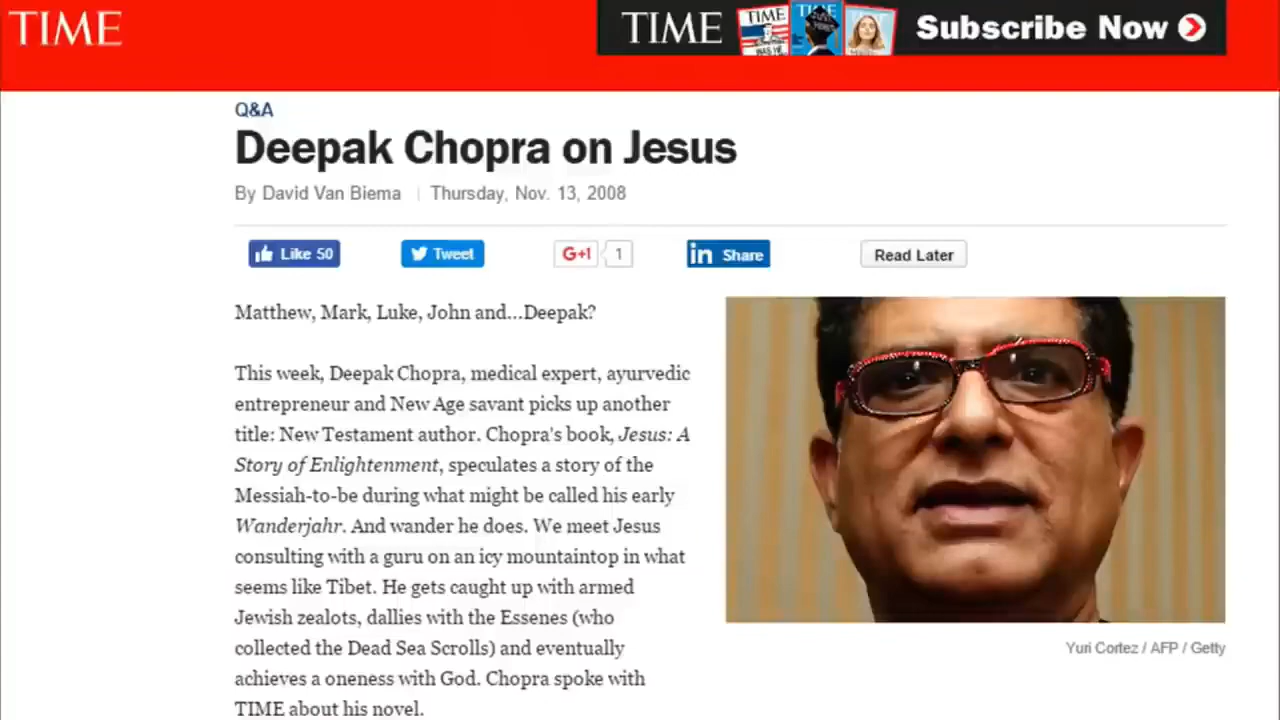 TIME
TIME Subscribe Now
Q&A
Deepak Chopra on Jesus
By David Van Biema | Thursday, Nov. 13, 2008
Like 50 Tweet G+1 1 in Share Read Later
Matthew, Mark, Luke, John and...Deepak?
This week, Deepak Chopra, medical expert, ayurvedic
entrepreneur and New Age savant picks up another
title: New Testament author. Chopra's book, Jesus: A
Story of Enlightenment, speculates a story of the
Messiah-to-be during what might be called his early
Wanderjahr. And wander he does. We meet Jesus
consulting with a guru on an icy mountaintop in what
seems like Tibet. He gets caught up with armed
Jewish zealots, dallies with the Essenes (who
collected the Dead Sea Scrolls) and eventually
achieves a oneness with God. Chopra spoke with
TIME about his novel.
Yuri Cortez / AFP / Getty